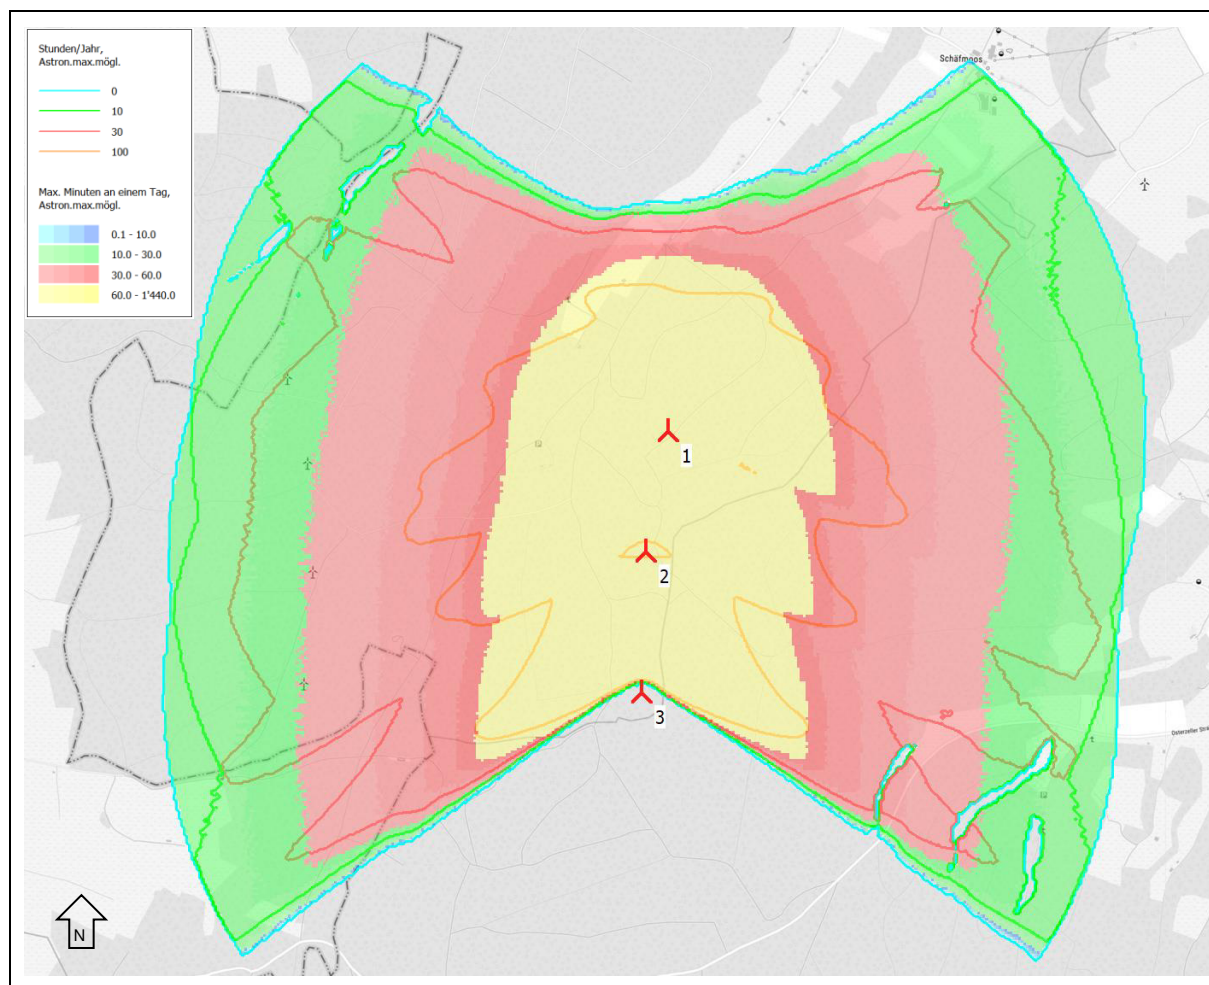 Stunden/Jahr,
Astron.max.mögl.
0
10
30
100
Max. Minuten an einem Tag,
Astron.max.mögl.
0.1 - 10.0
10.0 - 30.0
30.0 - 60.0
60.0 - 1'440.0
Schäfmoos
1
2
3
Osterzeller Stra
N